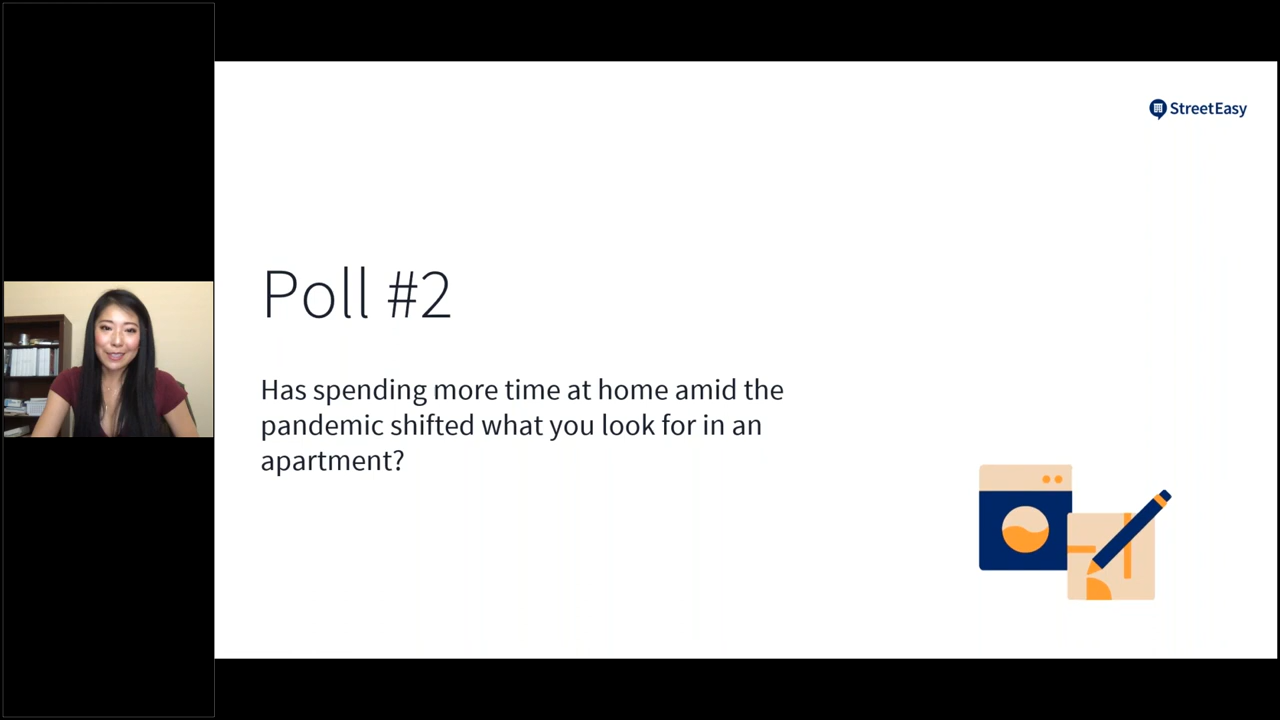 StreetEasy
Poll #2
Has spending more time at home amid the
pandemic shifted what you look for in an
apartment?